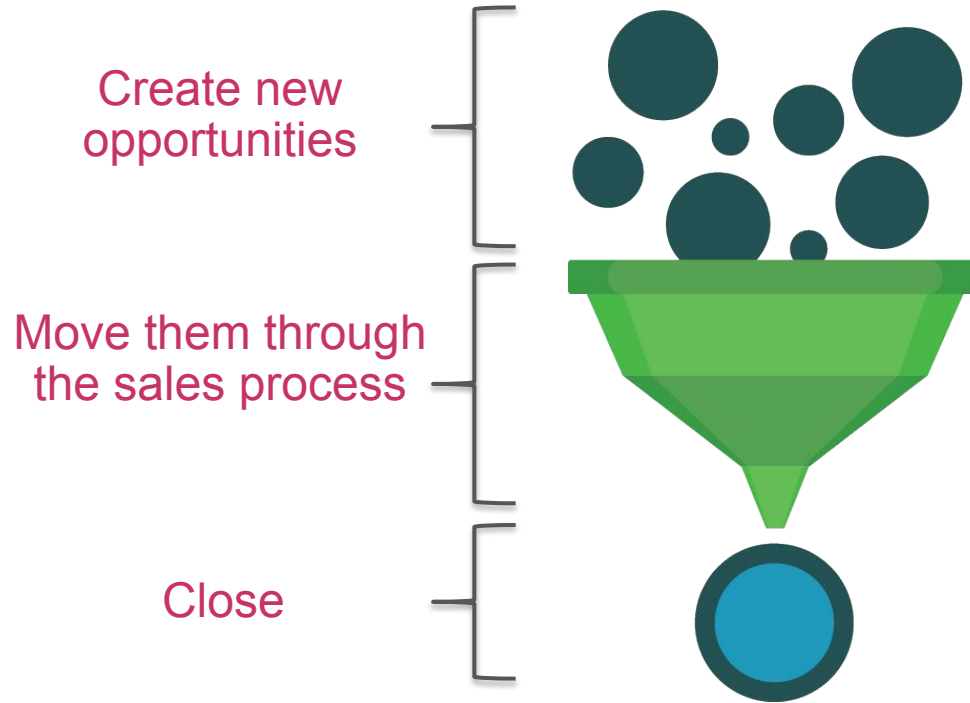 Create new
opportunities
Move them through
the sales process
Close